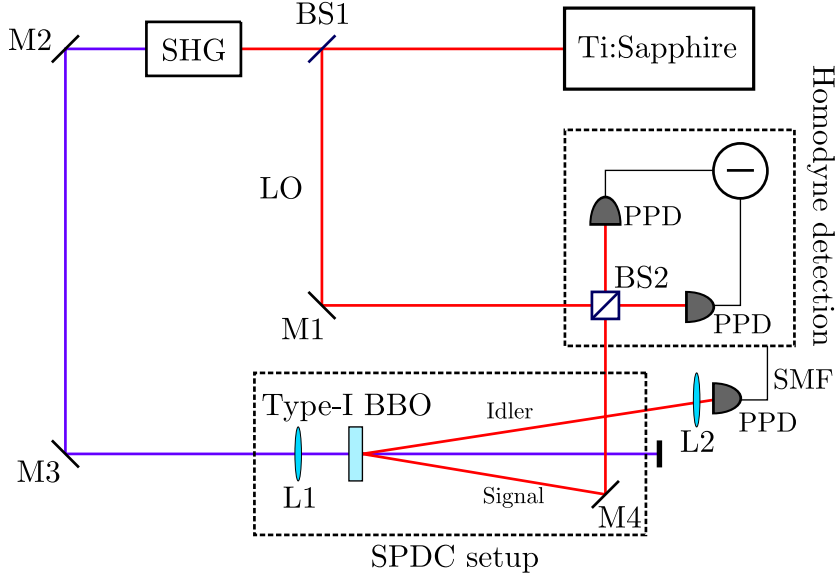 BS1
M2
SHG
Ti:Sapphire
Homodyne detection
LO
PPD
BS2
M1
PPD
SMF
Type-I BBO
Idler
PPD
L2
M3
L1
Signal
M4
SPDC setup